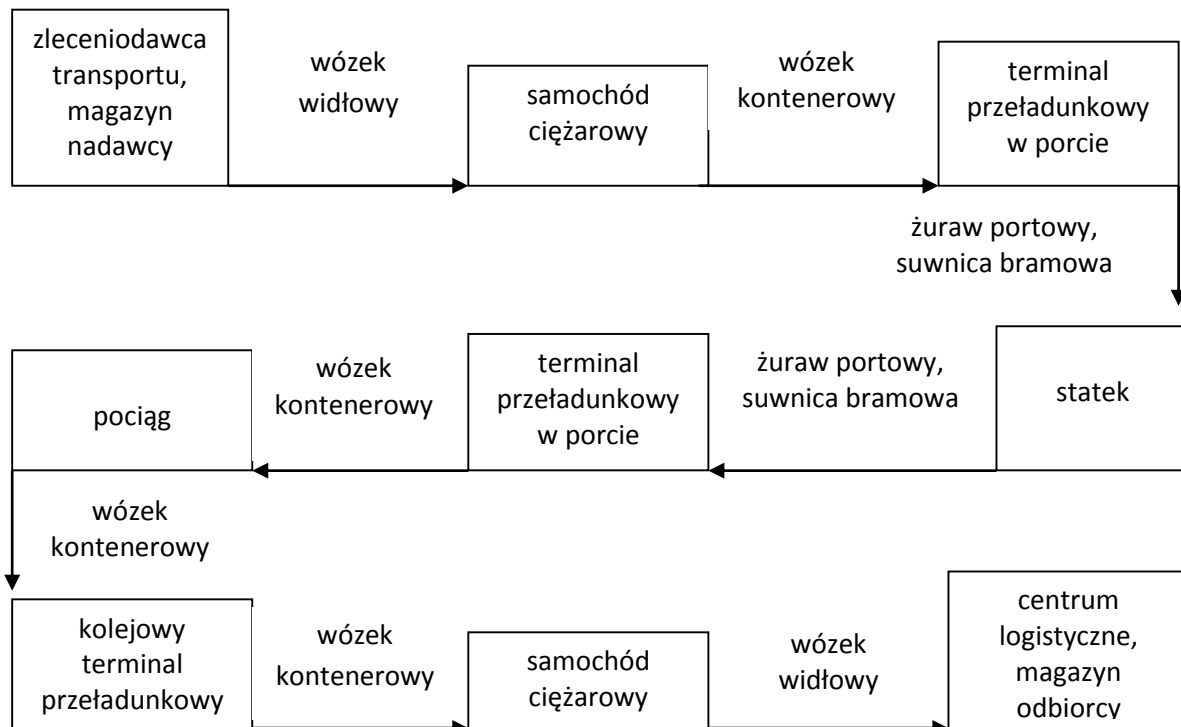 zleceniodawca
transportu,
magazyn
nadawcy
wózek
widłowy
samochód
ciężarowy
wózek
kontenerowy
terminal
przeładunkowy
w porcie
żuraw portowy,
suwnica bramowa
statek
żuraw portowy,
suwnica bramowa
terminal
przeładunkowy
w porcie
wózek
kontenerowy
pociąg
wózek
kontenerowy
kolejowy
terminal
przeładunkowy
wózek
kontenerowy
samochód
ciężarowy
wózek
widłowy
centrum
logistyczne,
magazyn
odbiorcy